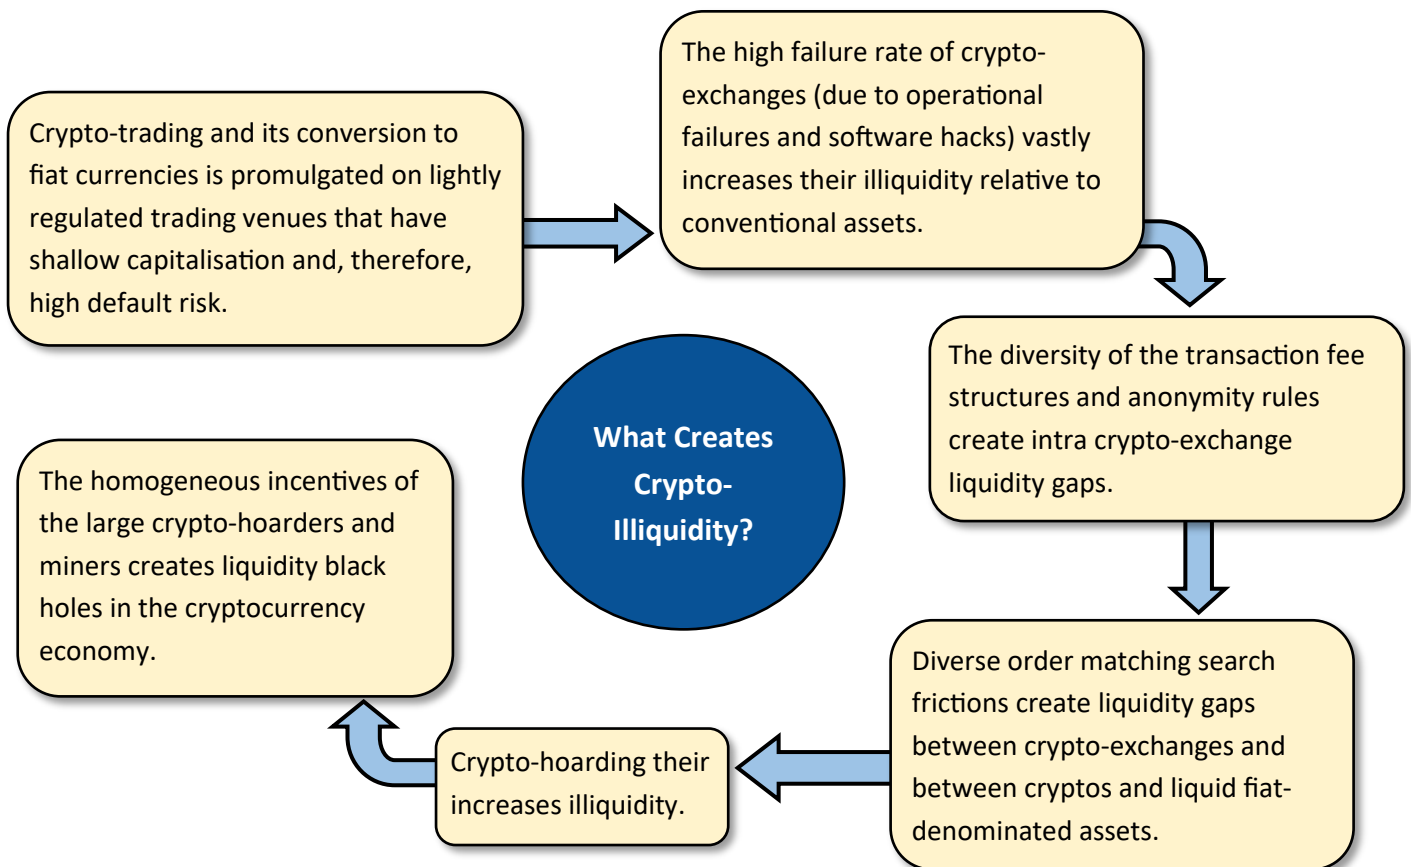 Crypto-trading and its conversion to
fiat currencies is promulgated on lightly
regulated trading venues that have
shallow capitalisation and, therefore,
high default risk.
The high failure rate of crypto-
exchanges (due to operational
failures and software hacks) vastly
increases their illiquidity relative to
conventional assets.
The diversity of the transaction fee
structures and anonymity rules
create intra crypto-exchange
liquidity gaps.
Diverse order matching search
frictions create liquidity gaps
between crypto-exchanges and
between cryptos and liquid fiat-
denominated assets.
Crypto-hoarding their
increases illiquidity.
The homogeneous incentives of
the large crypto-hoarders and
miners creates liquidity black
holes in the cryptocurrency
economy.
What Creates
Crypto-
Illiquidity?